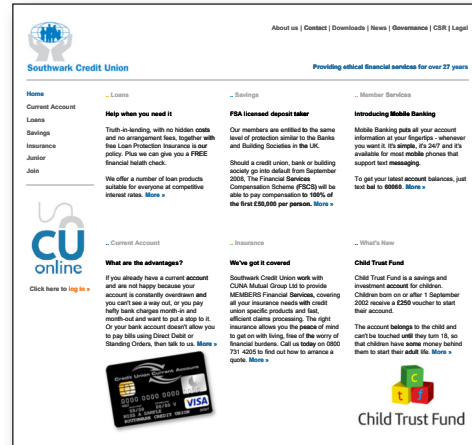 About us | Contact | Downloads | News | Governance | CSR | Legal
Southwark Credit Union
Providing ethical financial services for over 27 years
Home
Current Account
Loans
Savings
Insurance
Junior
Join
CU
online
Click here to log in »
.. Loans
Help when you need it
Truth-in-lending, with no hidden costs
and no arrangement fees, together with
free Loan Protection Insurance is our
policy. Plus we can give you a FREE
financial helath check.
We offer a number of loan products
suitable for everyone at competitive
interest rates. More »
.. Savings
FSA licensed deposit taker
Our members are entitled to the same
level of protection similar to the Banks
and Building Societies in the UK.
Should a credit union, bank or building
society go into default from September
2008, The Financial Services
Compensation Scheme (FSCS) will be
able to pay compensation to 100% of
the first £50,000 per person. More »
.. Member Services
Introducing Mobile Banking
Mobile Banking puts all your account
information at your fingertips - whenever
you want it. It's simple, it's 24/7 and it's
available for most mobile phones that
support text messaging.
To get your latest account balances, just
text bal to 60060. More »
.. Current Account
What are the advantages?
If you already have a current account
and are not happy because your
account is constantly overdrawn and
you can't see a way out, or you pay
hefty bank charges month-in and
month-out and want to put a stop to it.
Or your bank account doesn't allow you
to pay bills using Direct Debit or
Standing Orders, then talk to us. More »
Credit Union Current Account
VISA
SOUTHWARK CREDIT UNION
.. Insurance
We've got it covered
Southwark Credit Union work with
CUNA Mutual Group Ltd to provide
MEMBERS Financial Services, covering
all your insurance needs with credit
union specific products and fast,
efficient claims processing. The right
insurance allows you the peace of mind
to get on with living, free of the worry of
financial burdens. Call us today on 0800
731 4205 to find out how to arrance a
quote. More »
.. What's New
Child Trust Fund
Child Trust Fund is a savings and
investment account for children.
Children born on or after 1 September
2002 receive a £250 voucher to start
their account.
The account belongs to the child and
can't be touched until they turn 18, so
that children have some money behind
them to start their adult life. More »
c
t f
Child Trust Fund